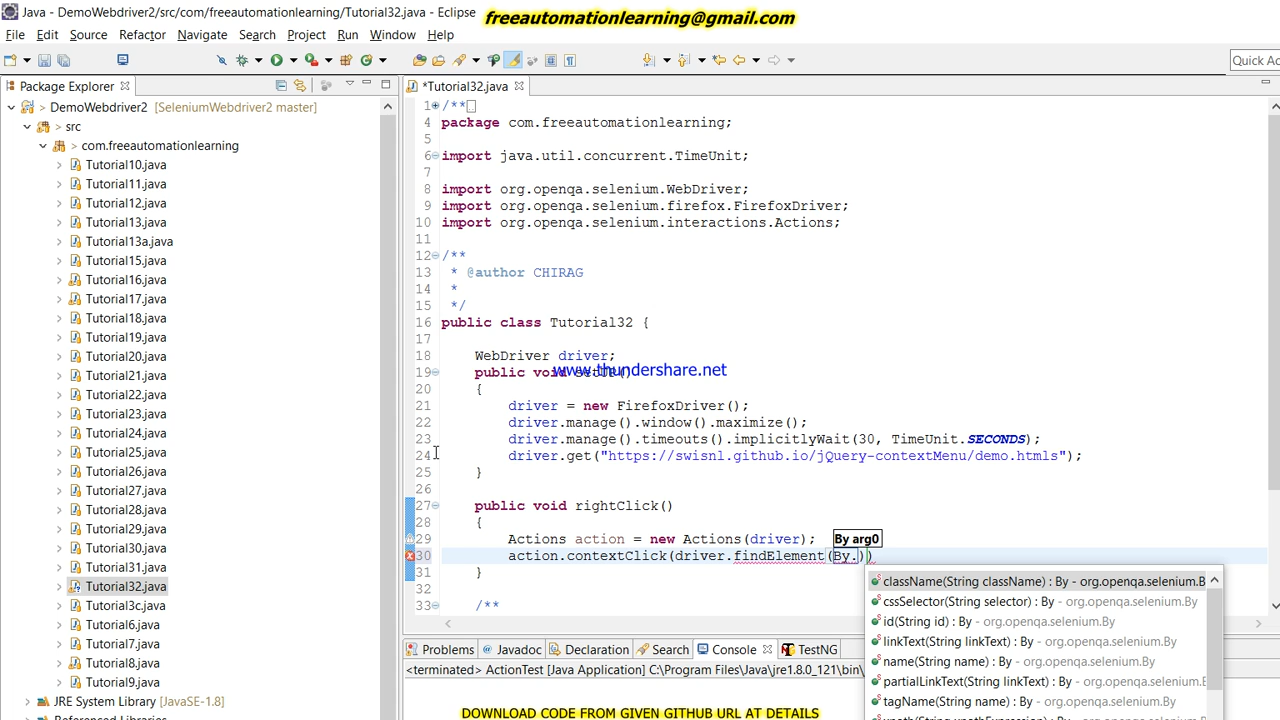 Java - DemoWebdriver2/src/com/freeautomationlearning/Tutorial32.java - Eclipse
freeautomationlearning@gmail.com
File Edit Source Refactor Navigate Search Project Run Window Help
Quick Ac
Package Explorer
DemoWebdriver2 [SeleniumWebdriver2 master]
src
com.freeautomationlearning
Tutorial10.java
Tutorial11.java
Tutorial12.java
Tutorial13.java
Tutorial13a.java
Tutorial15.java
Tutorial16.java
Tutorial17.java
Tutorial18.java
Tutorial19.java
Tutorial20.java
Tutorial21.java
Tutorial22.java
Tutorial23.java
Tutorial24.java
Tutorial25.java
Tutorial26.java
Tutorial27.java
Tutorial28.java
Tutorial29.java
Tutorial30.java
Tutorial31.java
Tutorial32.java
Tutorial3c.java
Tutorial6.java
Tutorial7.java
Tutorial8.java
Tutorial9.java
JRE System Library [JavaSE-1.8]
Referenced Libraries
*Tutorial32.java
1 /**
4 package com.freeautomationlearning;
5
6 import java.util.concurrent.TimeUnit;
7
8 import org.openqa.selenium.WebDriver;
9 import org.openqa.selenium.firefox.FirefoxDriver;
10 import org.openqa.selenium.interactions.Actions;
11
12 /**
13 * @author CHIRAG
14 *
15 */
16 public class Tutorial32 {
17
18 WebDriver driver;
19 public void setUP()
www.thundershare.net
20 {
21 driver = new FirefoxDriver();
22 driver.manage().window().maximize();
23 driver.manage().timeouts().implicitlyWait(30, TimeUnit.SECONDS);
24 driver.get("https://swisnl.github.io/jQuery-contextMenu/demo.htmls");
25 }
26
27 public void rightClick()
28 {
29 Actions action = new Actions(driver);
By arg0
30 action.contextClick(driver.findElement(By.))
31 }
32
33 /**
className(String className) : By - org.openqa.selenium.B
cssSelector(String selector) : By - org.openqa.selenium.By
id(String id) : By - org.openqa.selenium.By
linkText(String linkText) : By - org.openqa.selenium.By
name(String name) : By - org.openqa.selenium.By
partialLinkText(String linkText) : By - org.openqa.selenium.B
tagName(String name) : By - org.openqa.selenium.By
Problems Javadoc Declaration Search Console TestNG
<terminated> ActionTest [Java Application] C:\Program Files\Java\jre1.8.0_121\bin\
DOWNLOAD CODE FROM GIVEN GITHUB URL AT DETAILS